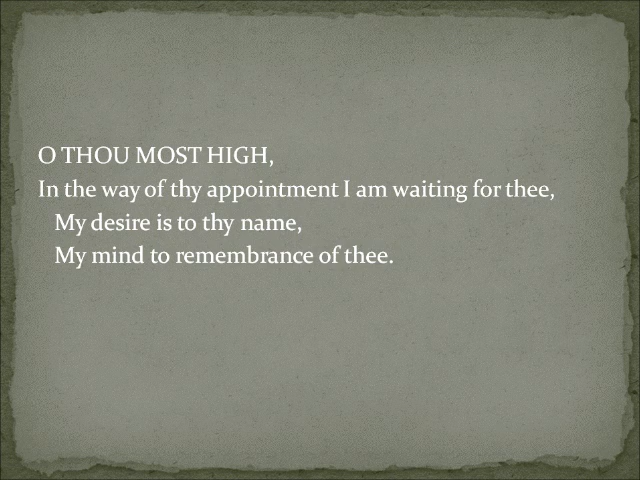 O THOU MOST HIGH,
In the way of thy appointment I am waiting for thee,
My desire is to thy name,
My mind to remembrance of thee.